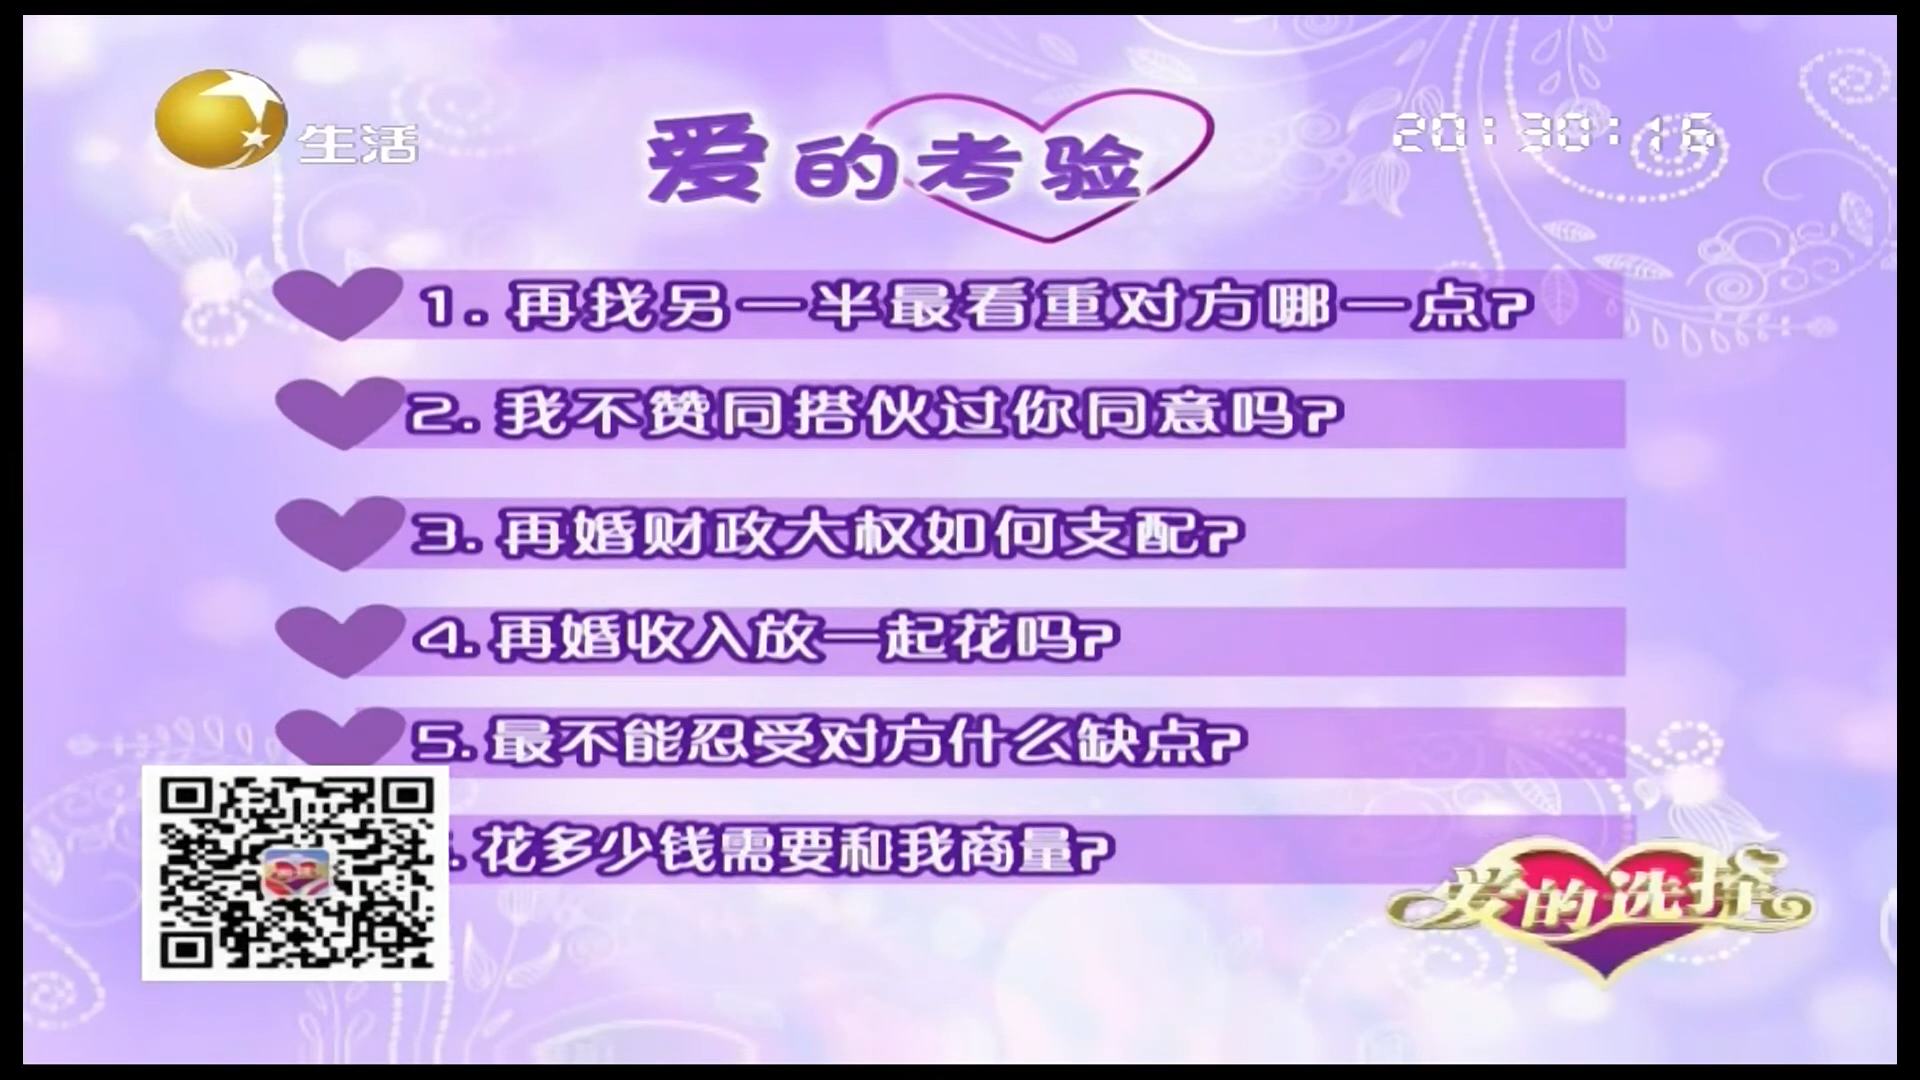 生活
20:30:16
爱的考验
1.再找另一半最看重对方哪一点?
2.我不赞同搭伙过你同意吗?
3.再婚财政大权如何支配?
4.再婚收入放一起花吗?
5.最不能忍受对方什么缺点?
.花多少钱需要和我商量?
爱的选择